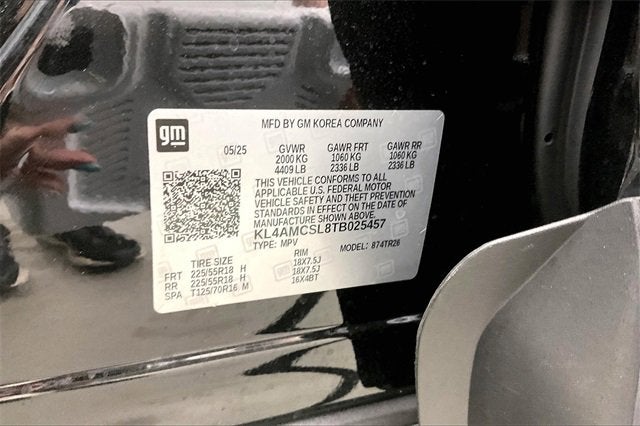 gm
MFD BY GM KOREA COMPANY
05/25 GVWR GAWR FRT GAWR RR
2000 KG 1060 KG 1060 KG
4409 LB 2336 LB 2336 LB
THIS VEHICLE CONFORMS TO ALL
APPLICABLE U.S. FEDERAL MOTOR
VEHICLE SAFETY AND THEFT PREVENTION
STANDARDS IN EFFECT ON THE DATE OF
MANUFACTURE SHOWN ABOVE.
KL4AMCSL8TB025457
TYPE: MPV MODEL: 874TR26
TIRE SIZE RIM
FRT 225/55R18 H 18X7.5J
RR 225/55R18 H 18X7.5J
SPA T125/70R16 M 16X4BT